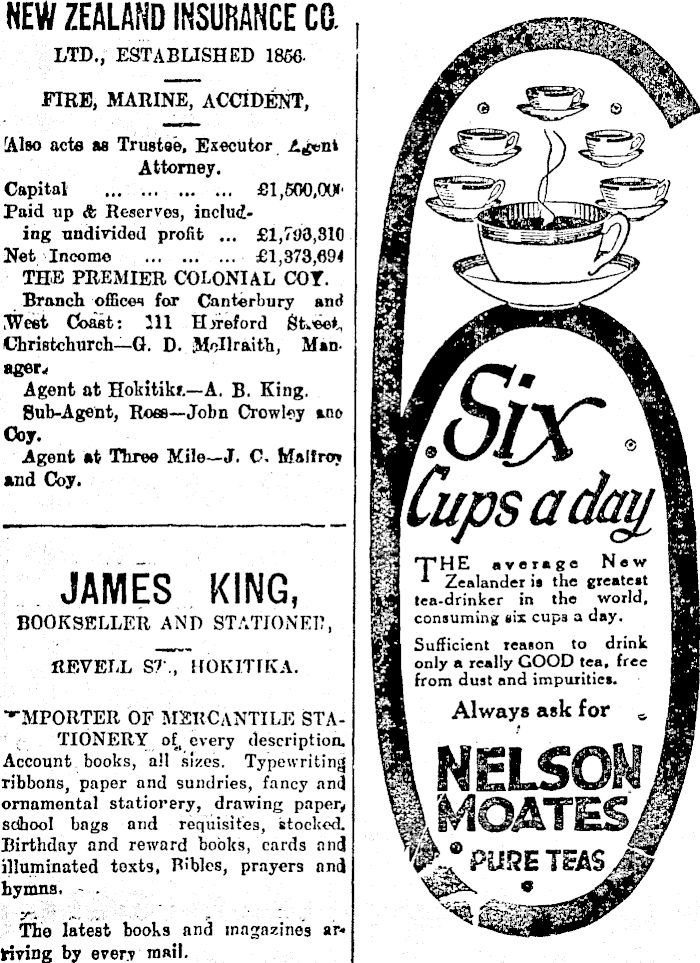 NEW ZEALAND INSURANCE CO.
LTD., ESTABLISHED 1856.
FIRE, MARINE, ACCIDENT,
Also acts as Trustee, Executor Agent
Attorney.
Capital ... ... ... ... £1,500,000
Paid up & Reserves, includ-
ing undivided profit ... £1,793,310
Net Income ... ... ... £1,373,694
THE PREMIER COLONIAL COY.
Branch offices for Canterbury and
West Coast: 111 Hereford Street,
Christchurch—G. D. McIlraith, Man-
ager.
Agent at Hokitika.—A. B. King.
Sub-Agent, Ross—John Crowley and
Coy.
Agent at Three Mile—J. C. Malfroy
and Coy.
JAMES KING,
BOOKSELLER AND STATIONER,
REVELL ST., HOKITIKA.
IMPORTER OF MERCANTILE STA-
TIONERY of every description.
Account books, all sizes. Typewriting
ribbons, paper and sundries, fancy and
ornamental stationery, drawing paper,
school bags and requisites, stocked.
Birthday and reward books, cards and
illuminated texts, Bibles, prayers and
hymns.
The latest books and magazines ar-
riving by every mail.
Six
Cups a day
THE average New
Zealander is the greatest
tea-drinker in the world,
consuming six cups a day.
Sufficient reason to drink
only a really GOOD tea, free
from dust and impurities.
Always ask for
NELSON
MOATES
PURE TEAS